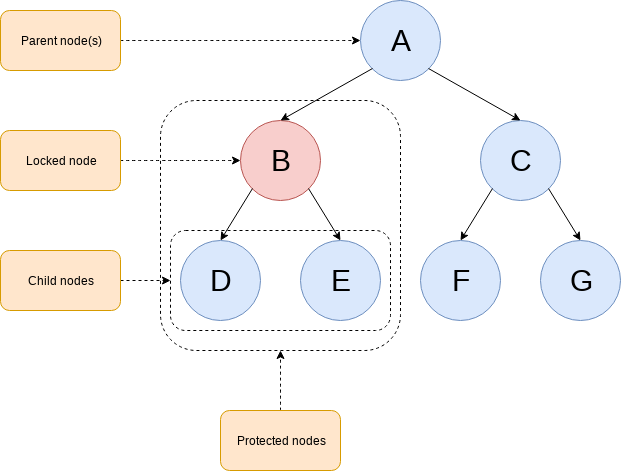 Parent node(s)
A
Locked node
B
C
Child nodes
D
E
F
G
Protected nodes